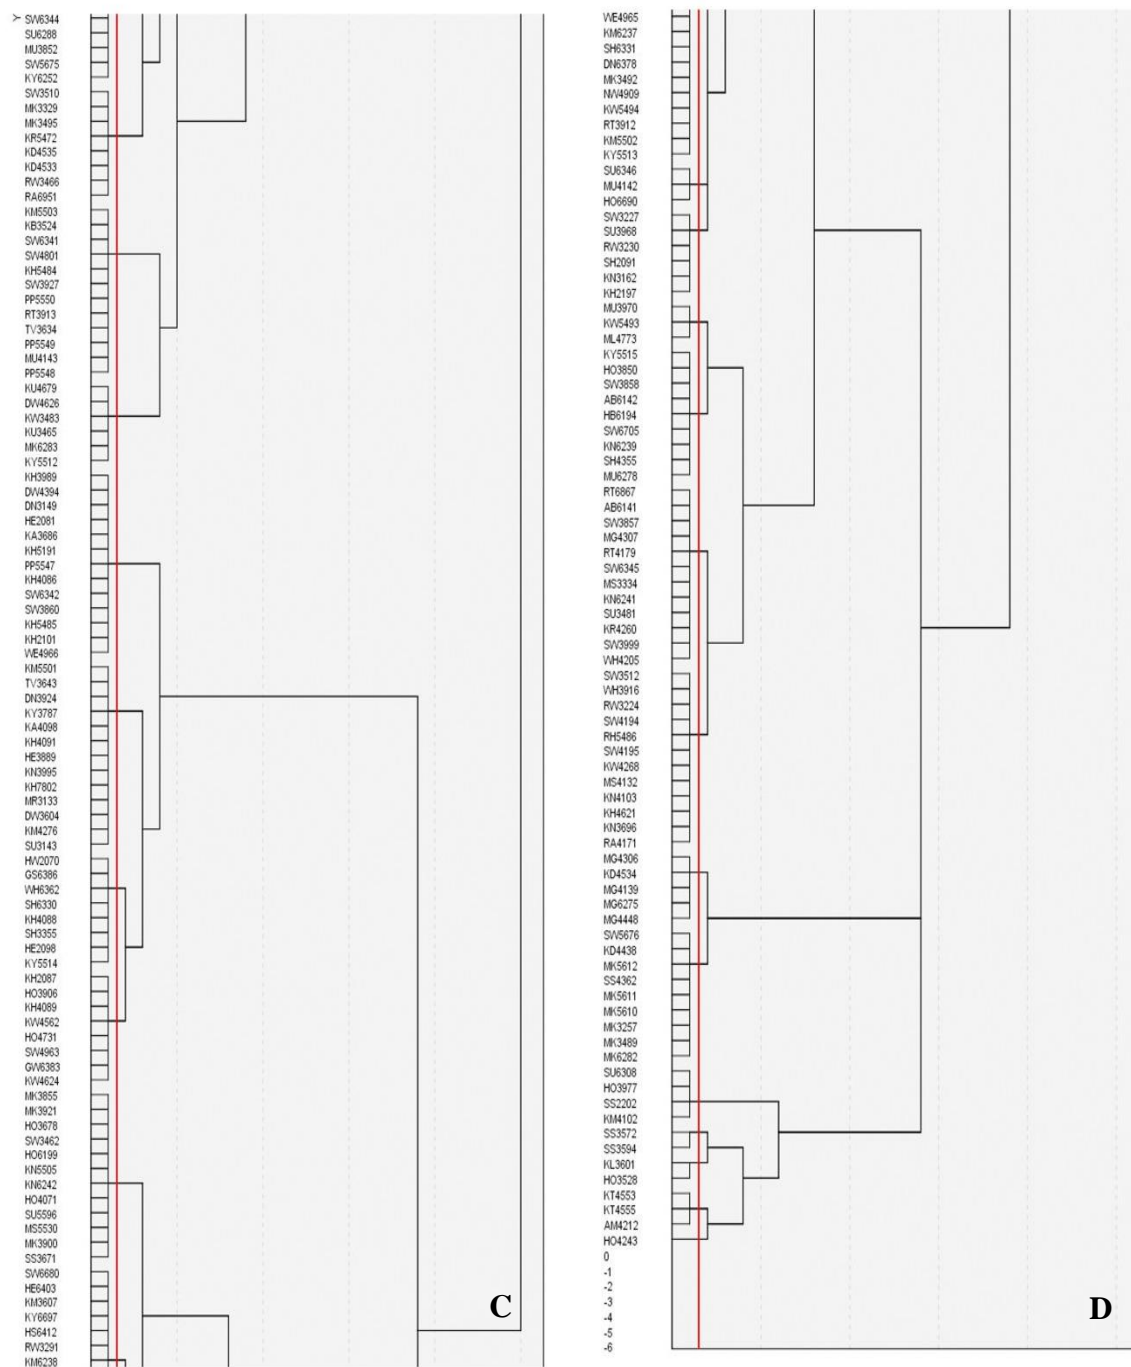 Y
SW6344
SU6288
MU3852
SW5675
KY6252
SW3510
MK3329
MK3495
KR5472
KD4535
KD4533
RW3466
RA6951
KM5503
KB3524
SW6341
SW4801
KH5484
SW3927
PP5550
RT3913
TV3634
PP5549
MU4143
PP5548
KU4679
DW4626
KW3483
KU3465
MK6283
KY5512
KH3989
DW4394
DN3149
HE2081
KA3686
KH5191
PP5547
KH4086
SW6342
SW3860
KH5485
KH2101
WE4966
KM5501
TV3643
DN3924
KY3787
KA4098
KH4091
HE3889
KN3995
KH7802
MR3133
DW3604
KM4276
SU3143
HW2070
GS6386
WH6362
SH6330
KH4088
SH3355
HE2098
KY5514
KH2087
HO3906
KH4089
KW4562
HO4731
SW4963
GW6383
KW4624
MK3855
MK3921
HO3678
SW3462
HO6199
KN5505
KN6242
HO4071
SU5596
MS5530
MK3900
SS3671
SW6680
HE6403
KM3607
KY6697
HS6412
RW3291
KM6238
C
WE4965
KM6237
SH6331
DN6378
MK3492
NW4909
KW5494
RT3912
KM5502
KY5513
SU6346
MU4142
HO6690
SW3227
SU3968
RW3230
SH2091
KN3162
KH2197
MU3970
KW5493
ML4773
KY5515
HO3850
SW3858
AB6142
HB6194
SW6705
KN6239
SH4355
MU6278
RT6867
AB6141
SW3857
MG4307
RT4179
SW6345
MS3334
KN6241
SU3481
KR4260
SW3999
WH4205
SW3512
WH3916
RW3224
SW4194
RH5486
SW4195
KW4268
MS4132
KN4103
KH4621
KN3696
RA4171
MG4306
KD4534
MG4139
MG6275
MG4448
SW5676
KD4438
MK5612
SS4362
MK5611
MK5610
MK3257
MK3489
MK6282
SU6308
HO3977
SS2202
KM4102
SS3572
SS3594
KL3601
HO3528
KT4553
KT4555
AM4212
HO4243
0
-1
-2
-3
-4
-5
-6
D